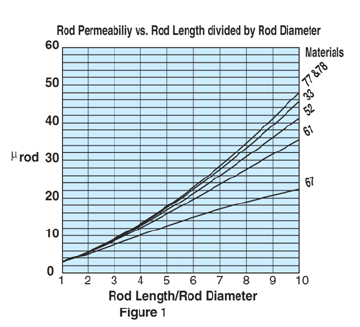 Rod Permeabiliy vs. Rod Length divided by Rod Diameter
Materials
60
50
40
30
20
10
0
μrod
77 &78
33
52
61
67
1 2 3 4 5 6 7 8 9 10
Rod Length/Rod Diameter
Figure 1